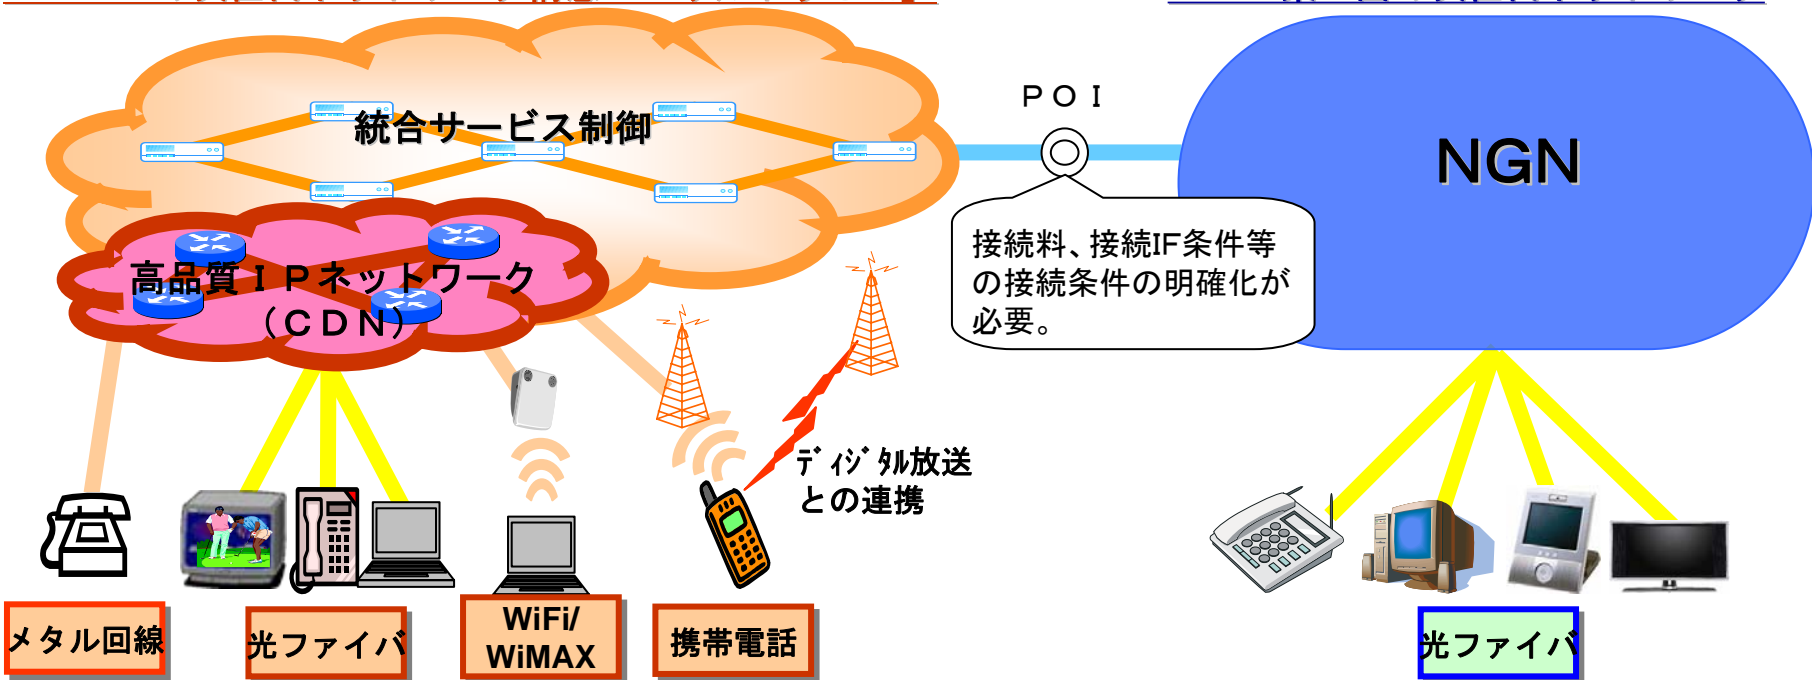 統合サービス制御
高品質ＩＰネットワーク
（ＣＤＮ）
ＰＯＩ
NGN
接続料、接続IF条件等
の接続条件の明確化が
必要。
ﾃﾞｨｼﾞﾀﾙ放送
との連携
メタル回線
光ファイバ
WiFi/
WiMAX
携帯電話
光ファイバ